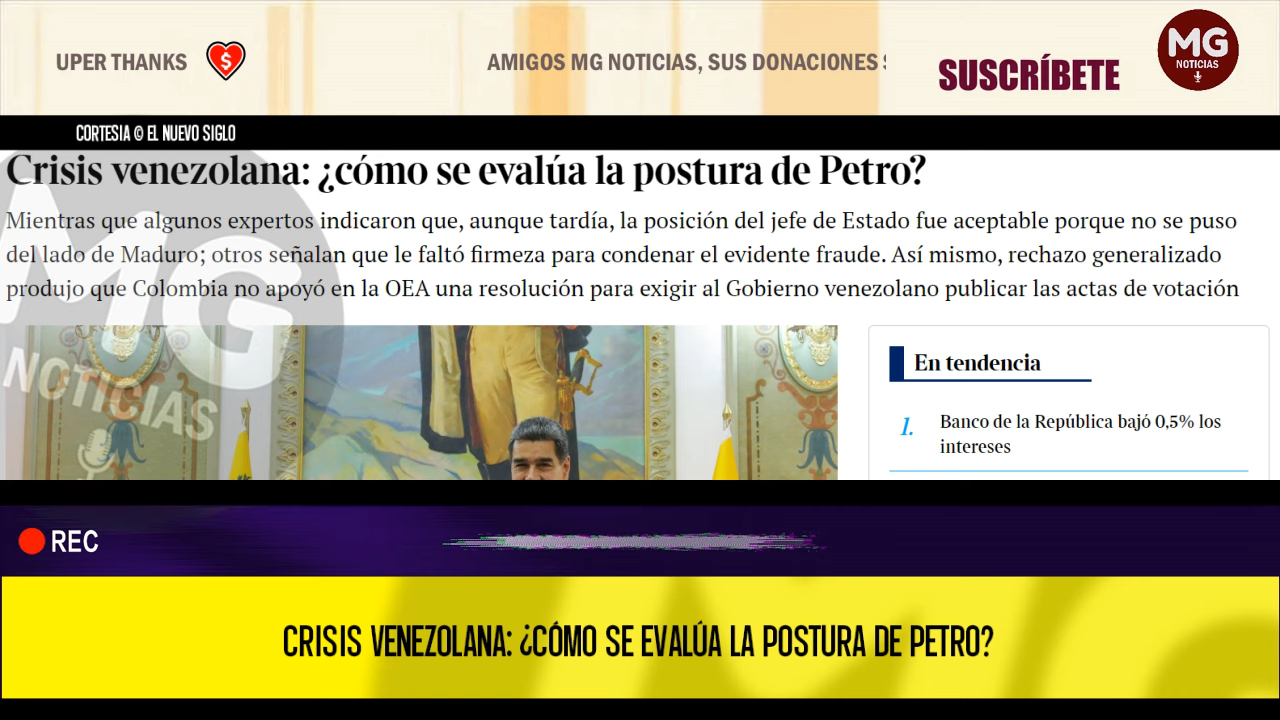 UPER THANKS
AMIGOS MG NOTICIAS, SUS DONACIONES
SUSCRÍBETE
MG
NOTICIAS
CORTESIA © EL NUEVO SIGLO
Crisis venezolana: ¿cómo se evalúa la postura de Petro?
Mientras que algunos expertos indicaron que, aunque tardía, la posición del jefe de Estado fue aceptable porque no se puso
del lado de Maduro; otros señalan que le faltó firmeza para condenar el evidente fraude. Así mismo, rechazo generalizado
produjo que Colombia no apoyó en la OEA una resolución para exigir al Gobierno venezolano publicar las actas de votación
MG
NOTICIAS
En tendencia
1. Banco de la República bajó 0,5% los
intereses
REC
CRISIS VENEZOLANA: ¿CÓMO SE EVALÚA LA POSTURA DE PETRO?